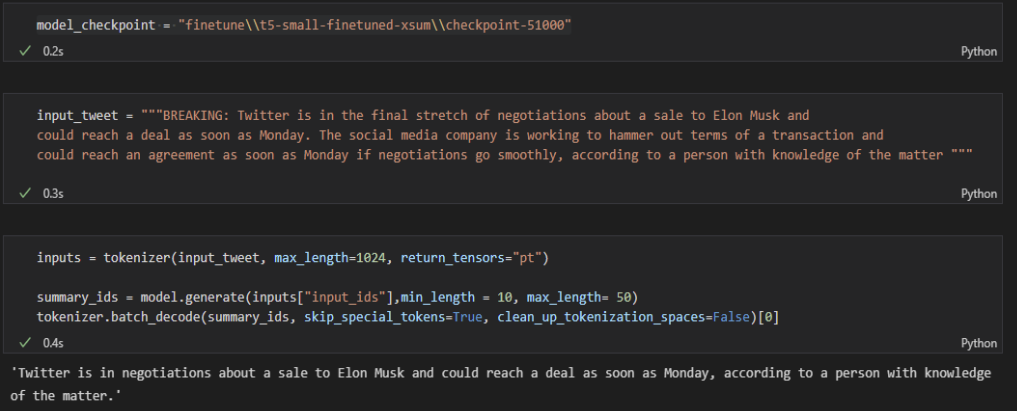 model_checkpoint = "finetune\\t5-small-finetuned-xsum\\checkpoint-51000"
0.2s
Python
input_tweet = """BREAKING: Twitter is in the final stretch of negotiations about a sale to Elon Musk and
could reach a deal as soon as Monday. The social media company is working to hammer out terms of a transaction and
could reach an agreement as soon as Monday if negotiations go smoothly, according to a person with knowledge of the matter """
0.3s
Python
inputs = tokenizer(input_tweet, max_length=1024, return_tensors="pt")
summary_ids = model.generate(inputs["input_ids"],min_length = 10, max_length= 50)
tokenizer.batch_decode(summary_ids, skip_special_tokens=True, clean_up_tokenization_spaces=False)[0]
0.4s
Python
'Twitter is in negotiations about a sale to Elon Musk and could reach a deal as soon as Monday, according to a person with knowledge
of the matter.'